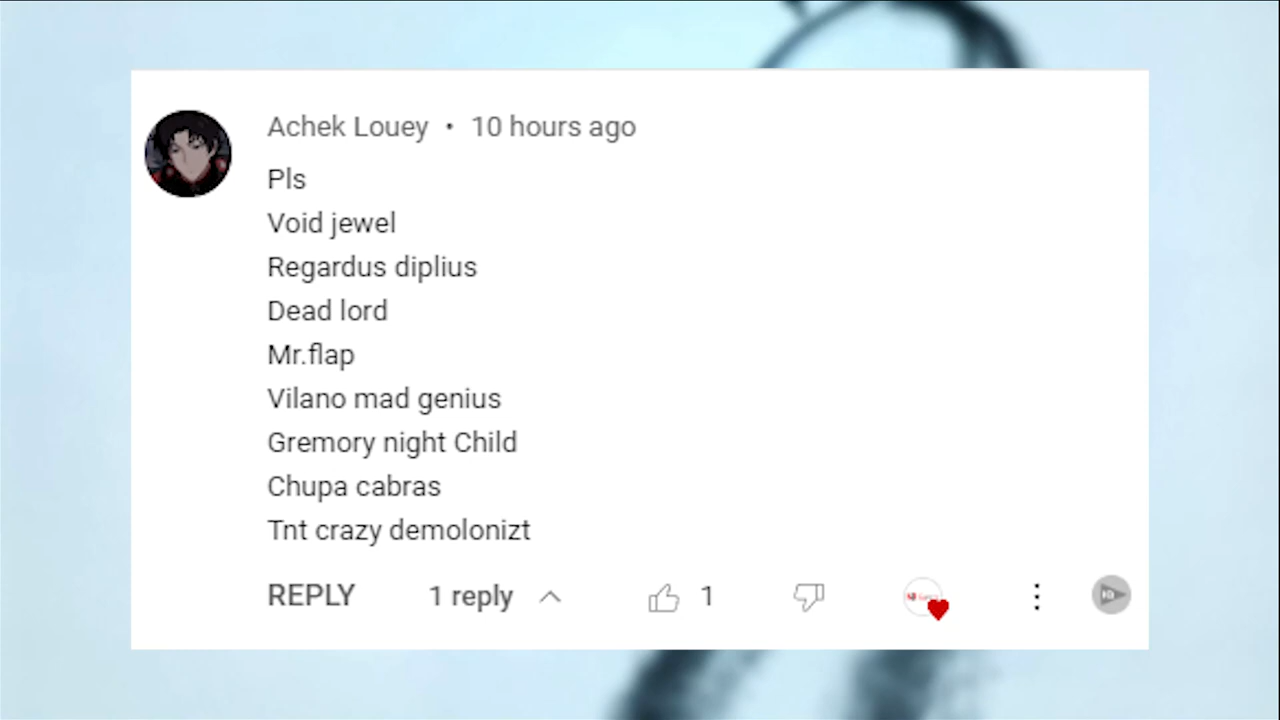 Achek Louey • 10 hours ago
Pls
Void jewel
Regardus diplius
Dead lord
Mr.flap
Vilano mad genius
Gremory night Child
Chupa cabras
Tnt crazy demolonizt
REPLY 1 reply 1